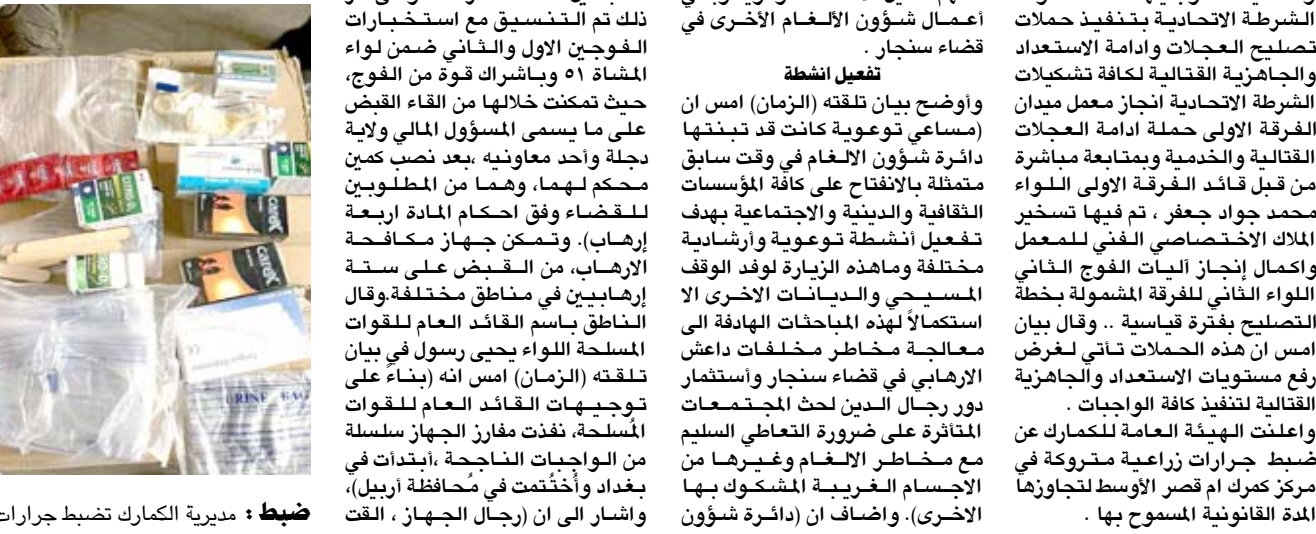 الشرطة الاتحادية بـتنفيذ حملات
تصليح العجلات وادامة الاستعداد
والجاهزية القتالية لكافة تشكيلات
الشرطة الاتحادية انجاز معمل ميدان
الفرقة الاولى حملة ادامة العجلات
القتالية والخدمية وبمتابعة مباشرة
من قبل قائد الفرقة الاولى اللواء
محمد جواد جعفر ، تم فيها تسخير
الملاك الاختصاصي الفني للمعمل
واكمال إنجاز آليات الفوج الثاني
اللواء الثاني للفرقة المشمولة بخطة
التصليح بفترة قياسية .. وقال بيان
امس ان هذه الحملات تأتي لغرض
رفع مستويات الاستعداد والجاهزية
القتالية لتنفيذ كافة الواجبات .
واعلنت الهيئة العامة للكمارك عن
ضبط جرارات زراعية متروكة في
مركز كمرك ام قصر الأوسط لتجاوزها
المدة القانونية المسموح بها .
أعمال شؤون الألغام الأخرى في
قضاء سنجار .
تفعيل انشطة
وأوضح بيان تلقته (الزمان) امس ان
(مساعي توعوية كانت قد تبنتها
دائرة شؤون الالغام في وقت سابق
متمثلة بالانفتاح على كافة المؤسسات
الثقافية والدينية والاجتماعية بهدف
تفعيل أنشطة توعوية وأرشادية
مختلفة وماهذه الزيارة لوفد الوقف
المسيحي والديانات الاخرى الا
استكمالاً لهذه المباحثات الهادفة الى
معالجة مخاطر مخلفات داعش
الارهابي في قضاء سنجار وأستثمار
دور رجال الدين لحث المجتمعات
المتأثرة على ضرورة التعاطي السليم
مع مخاطر الالغام وغيرها من
الاجسام الغريبة المشكوك بها
الاخرى). واضاف ان (دائرة شؤون
ذلك تم التنسيق مع استخبارات
الفوجين الاول والثاني ضمن لواء
المشاة ٥١ وباشراك قوة من الفوج،
حيث تمكنت خلالها من القاء القبض
على ما يسمى المسؤول المالي ولاية
دجلة وأحد معاونيه ،بعد نصب كمين
محكم لهما، وهما من المطلوبين
للقضاء وفق احكام المادة اربعة
إرهاب). وتمكن جهاز مكافحة
الارهاب، من القبض على ستة
إرهابيين في مناطق مختلفة.وقال
الناطق باسم القائد العام للقوات
المسلحة اللواء يحيى رسول في بيان
تلقته (الزمان) امس انه (بناءً على
توجيهات القائد العام للقوات
المُسلحة، نفذت مفارز الجهاز سلسلة
من الواجبات الناجحة ،أبتدأت في
بغداد وأُختُتمت في مُحافظة أربيل)،
واشار الى ان (رجال الجهاز ، القت
carex
carex
URINE BAG
ضبط : مديرية الكمارك تضبط جرارات